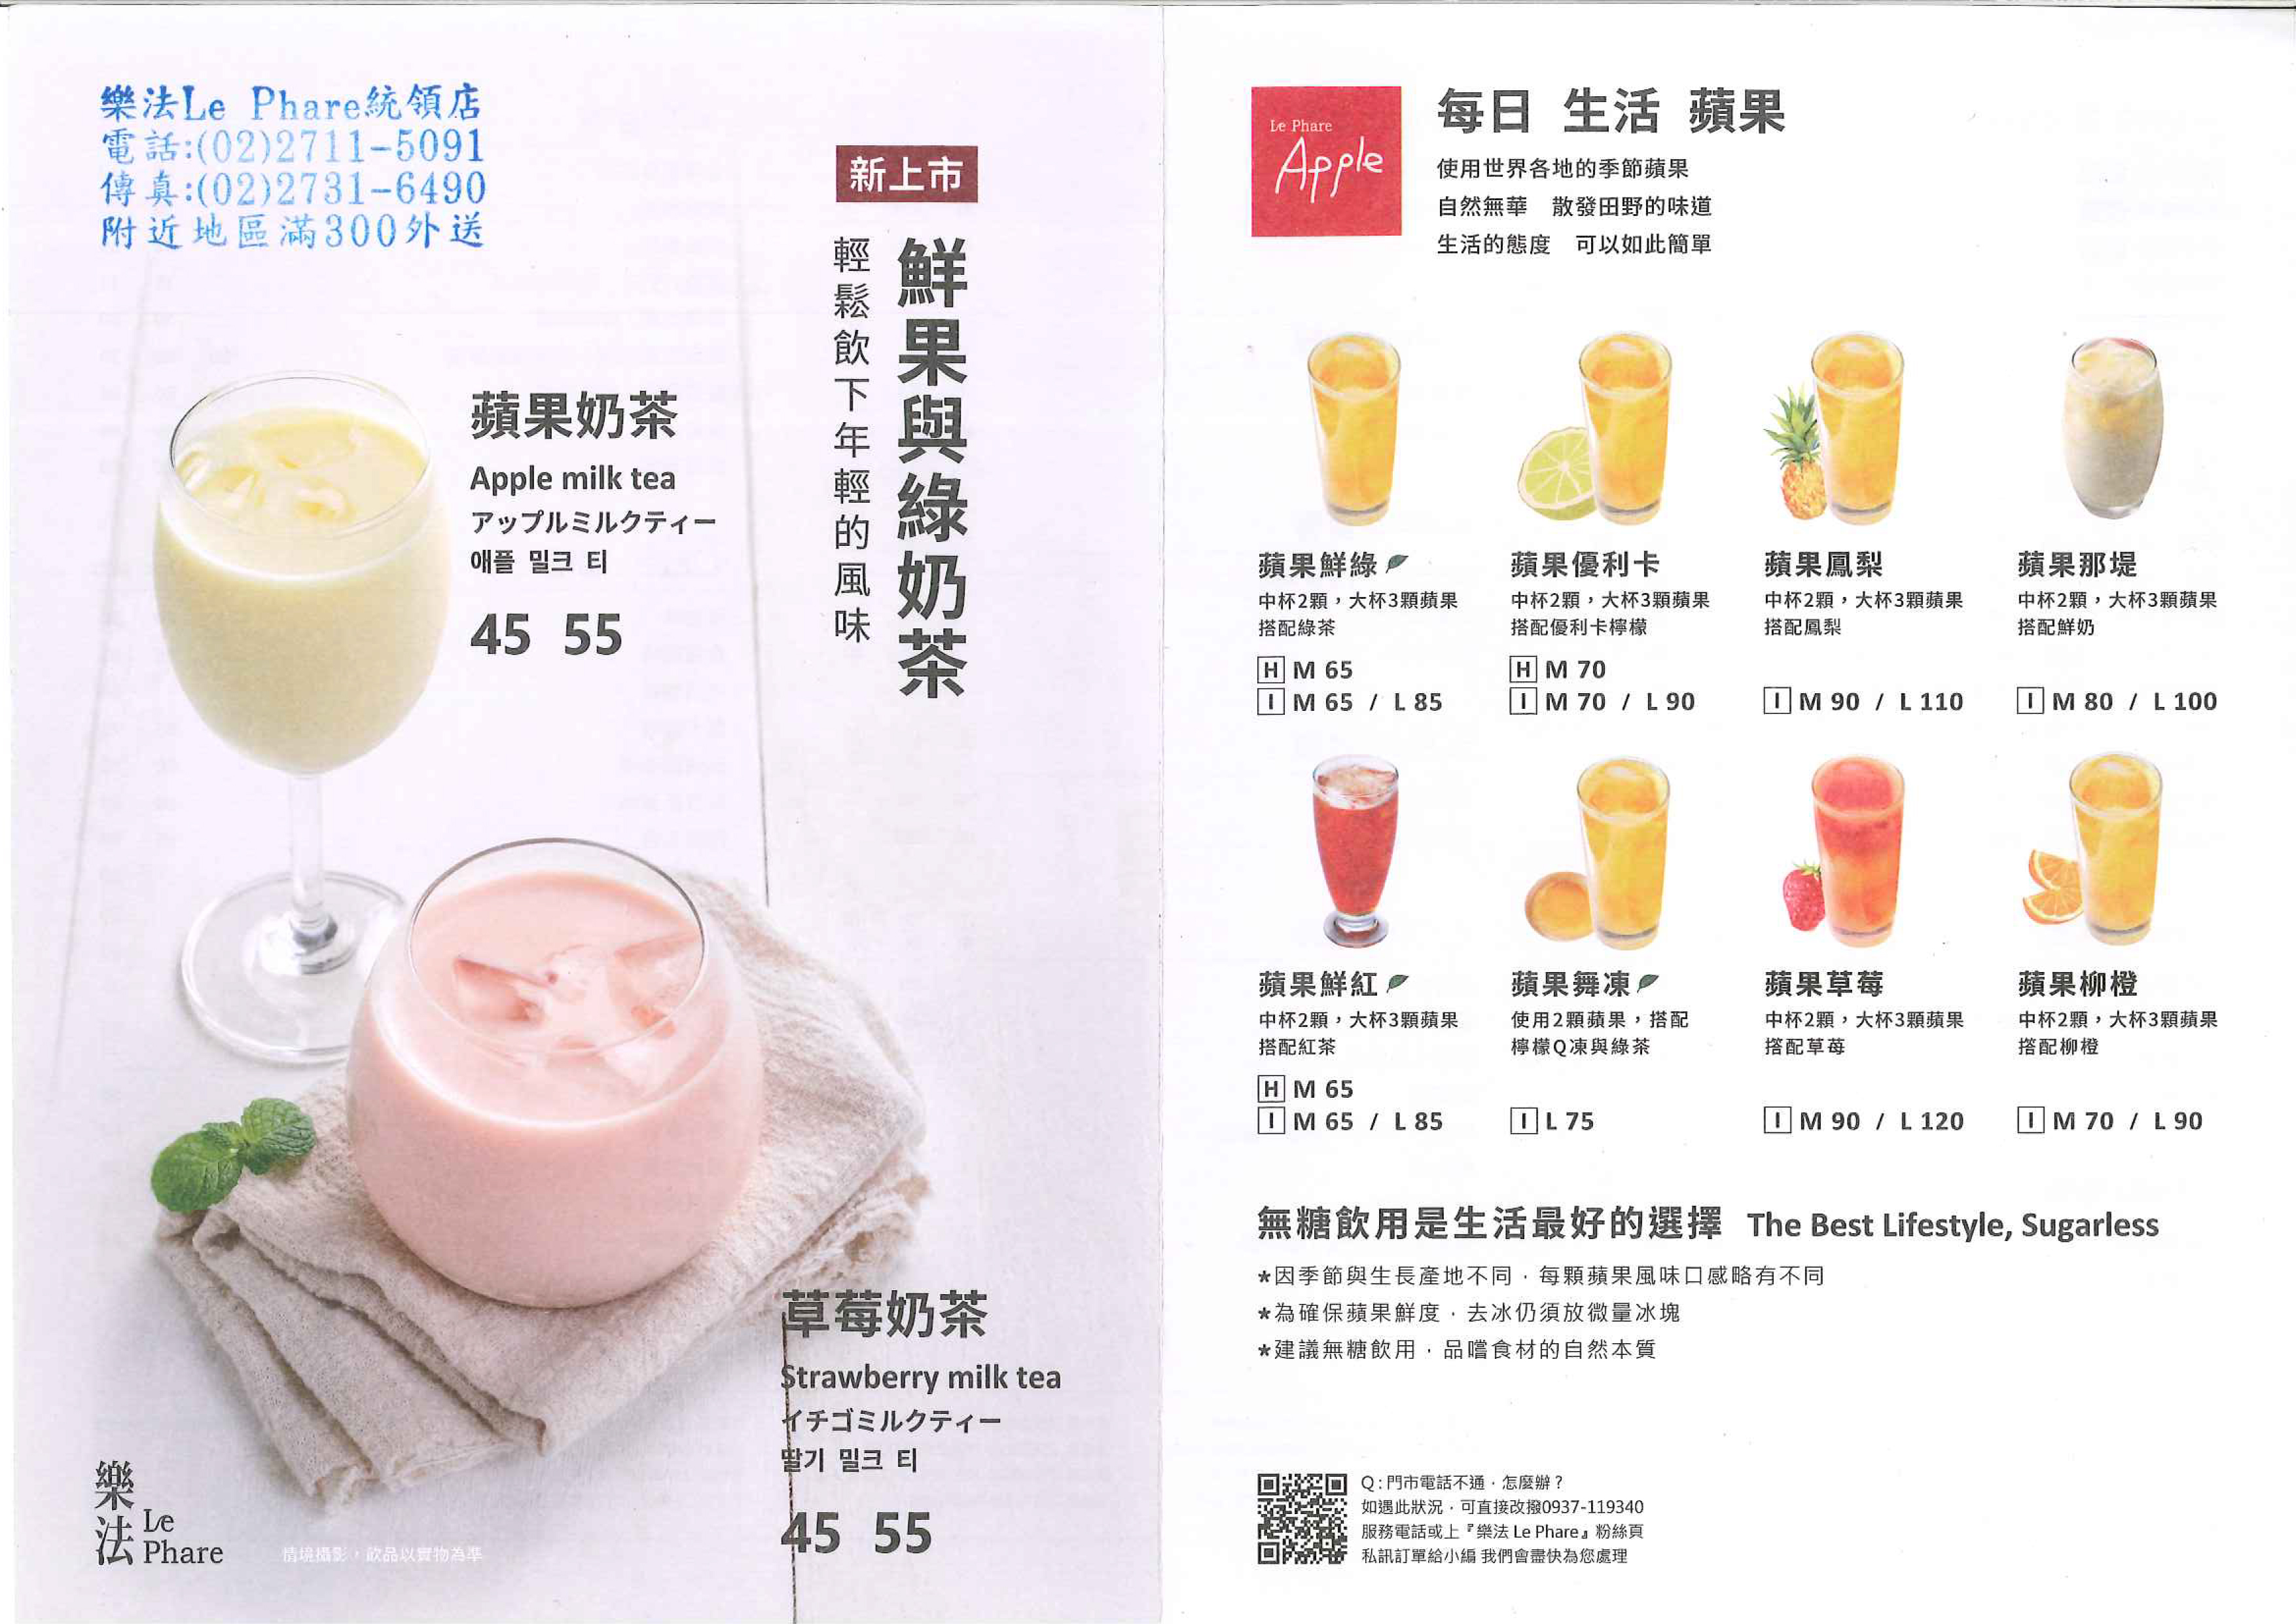 樂法Le Phare統領店
電話:(02)2711-5091
傳真:(02)2731-6490
附近地區滿300外送
新上市
鮮果與綠奶茶
輕鬆飲下年輕的風味
蘋果奶茶
Apple milk tea
アップルミルクティー
애플 밀크 티
45 55
草莓奶茶
Strawberry milk tea
イチゴミルクティー
딸기 밀크 티
45 55
樂法 Le Phare
情境攝影，飲品以實物為準
Le Phare
Apple
每日 生活 蘋果
使用世界各地的季節蘋果
自然無華 散發田野的味道
生活的態度 可以如此簡單
蘋果鮮綠
中杯2顆，大杯3顆蘋果
搭配綠茶
H M 65
I M 65 / L 85
蘋果優利卡
中杯2顆，大杯3顆蘋果
搭配優利卡檸檬
H M 70
I M 70 / L 90
蘋果鳳梨
中杯2顆，大杯3顆蘋果
搭配鳳梨
I M 90 / L 110
蘋果那堤
中杯2顆，大杯3顆蘋果
搭配鮮奶
I M 80 / L 100
蘋果鮮紅
中杯2顆，大杯3顆蘋果
搭配紅茶
H M 65
I M 65 / L 85
蘋果舞凍
使用2顆蘋果，搭配
檸檬Q凍與綠茶
I L 75
蘋果草莓
中杯2顆，大杯3顆蘋果
搭配草莓
I M 90 / L 120
蘋果柳橙
中杯2顆，大杯3顆蘋果
搭配柳橙
I M 70 / L 90
無糖飲用是生活最好的選擇 The Best Lifestyle, Sugarless
★因季節與生長產地不同，每顆蘋果風味口感略有不同
★為確保蘋果鮮度，去冰仍須放微量冰塊
★建議無糖飲用，品嚐食材的自然本質
Q:門市電話不通，怎麼辦？
如遇此狀況，可直接改撥0937-119340
服務電話或上『樂法 Le Phare』粉絲頁
私訊訂單給小編 我們會盡快為您處理